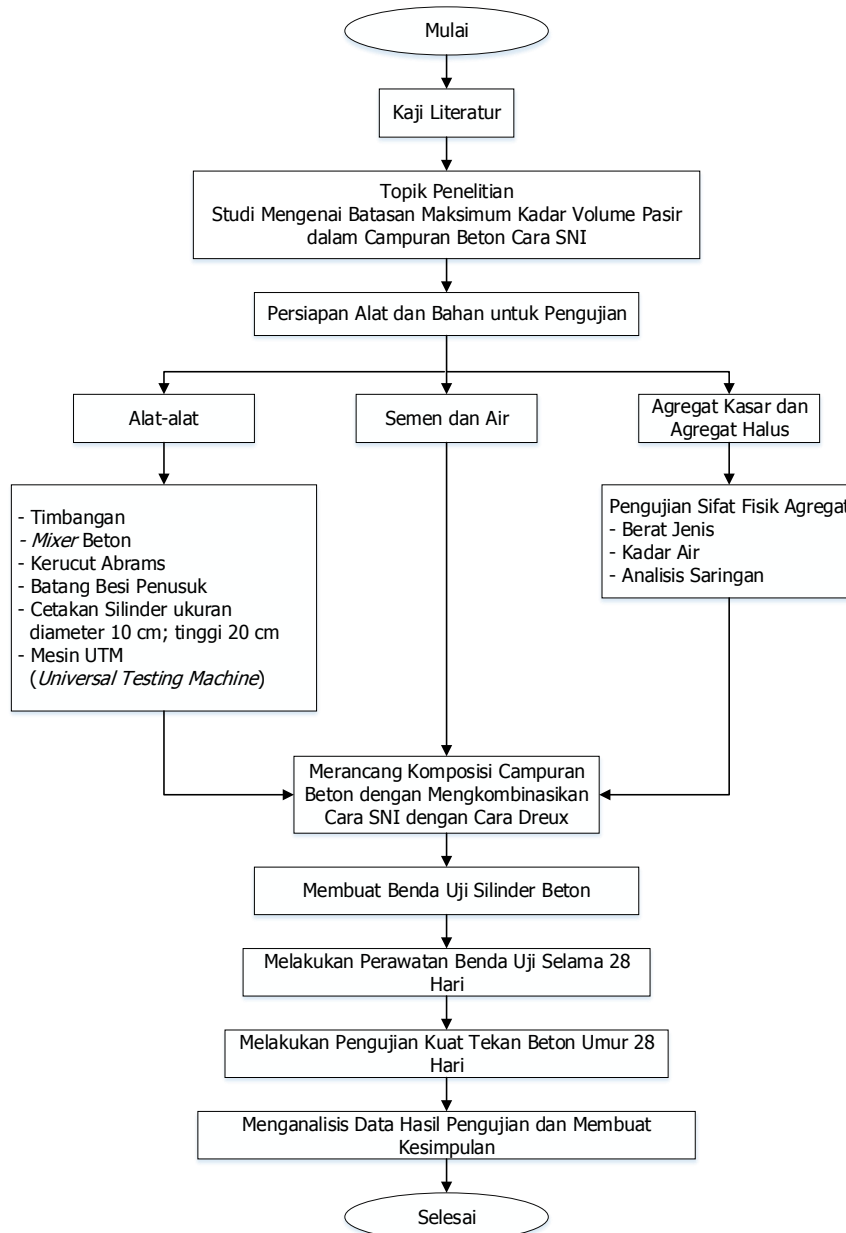 Mulai
Kaji Literatur
Topik Penelitian
Studi Mengenai Batasan Maksimum Kadar Volume Pasir
dalam Campuran Beton Cara SNI
Persiapan Alat dan Bahan untuk Pengujian
Alat-alat
Semen dan Air
Agregat Kasar dan
Agregat Halus
- Timbangan
- Mixer Beton
- Kerucut Abrams
- Batang Besi Penusuk
- Cetakan Silinder ukuran
diameter 10 cm; tinggi 20 cm
- Mesin UTM
(Universal Testing Machine)
Pengujian Sifat Fisik Agregat
- Berat Jenis
- Kadar Air
- Analisis Saringan
Merancang Komposisi Campuran
Beton dengan Mengkombinasikan
Cara SNI dengan Cara Dreux
Membuat Benda Uji Silinder Beton
Melakukan Perawatan Benda Uji Selama 28
Hari
Melakukan Pengujian Kuat Tekan Beton Umur 28
Hari
Menganalisis Data Hasil Pengujian dan Membuat
Kesimpulan
Selesai